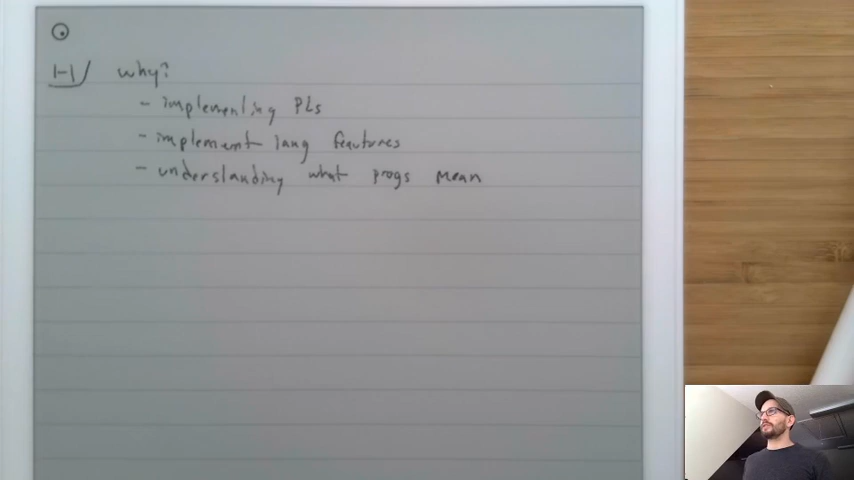 1-1/ why?
- implementing PLs
- implement lang features
- understanding what progs mean